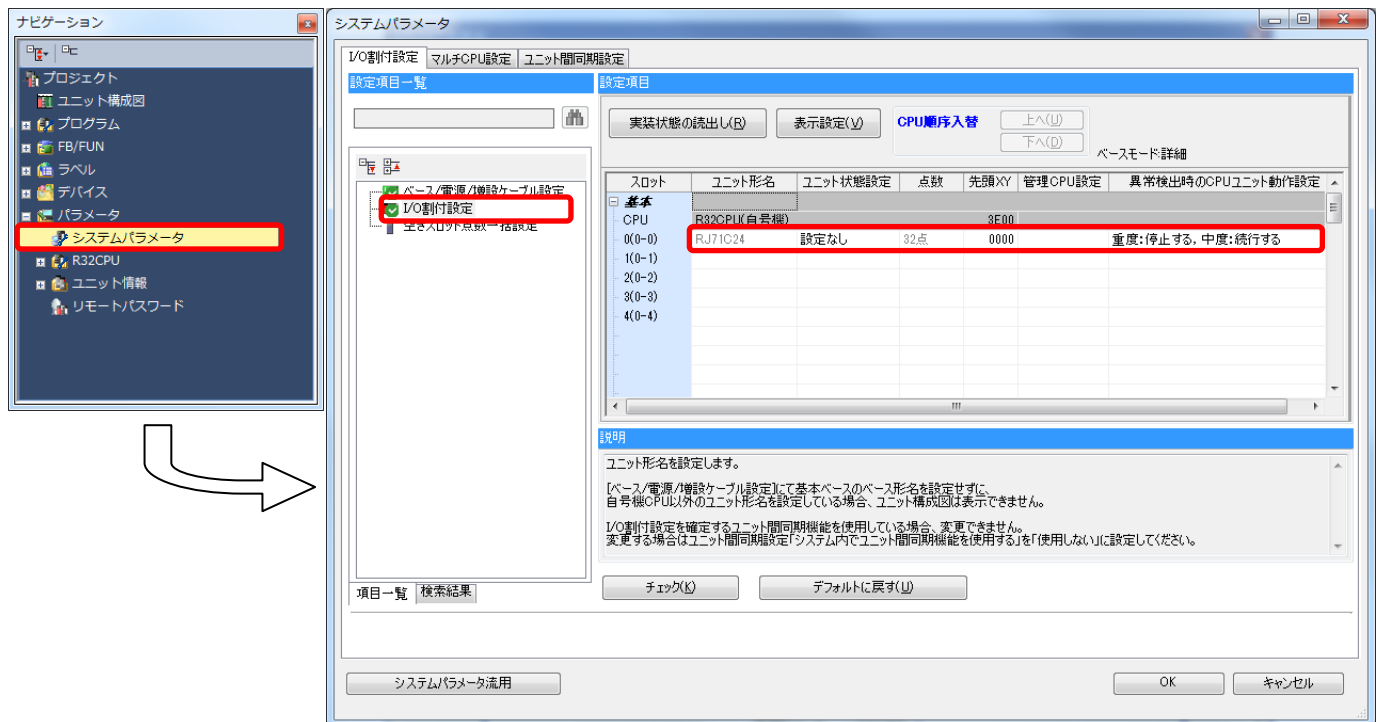 ナビゲーション
プロジェクト
ユニット構成図
プログラム
FB/FUN
ラベル
デバイス
パラメータ
システムパラメータ
R32CPU
ユニット情報
リモートパスワード
システムパラメータ
I/O割付設定 マルチCPU設定 ユニット間同期設定
設定項目一覧
ベース/電源/増設ケーブル設定
I/O割付設定
空きスロット点数一括設定
項目一覧 検索結果
設定項目
実装状態の読出し(R) 表示設定(V) CPU順序入替 上へ(U)
下へ(D)
ベースモード:詳細
スロット ユニット形名 ユニット状態設定 点数 先頭XY 管理CPU設定 異常検出時のCPUユニット動作設定
基本
CPU R32CPU(自号機) 3E00
0(0-0) RJ71C24 設定なし 32点 0000 重度:停止する, 中度:続行する
1(0-1)
2(0-2)
3(0-3)
4(0-4)
説明
ユニット形名を設定します。
[ベース/電源/増設ケーブル設定]にて基本ベースのベース形名を設定せずに、
自号機CPU以外のユニット形名を設定している場合、ユニット構成図は表示できません。
I/O割付設定を確定するユニット間同期機能を使用している場合、変更できません。
変更する場合はユニット間同期設定「システム内でユニット間同期機能を使用する」を「使用しない」に設定してください。
チェック(K) デフォルトに戻す(U)
システムパラメータ流用 OK キャンセル